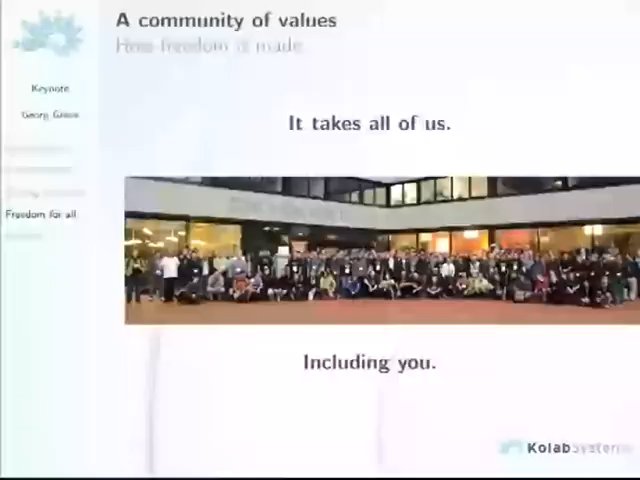 A community of values
How freedom is made
Keynote
Georg Greve
It takes all of us.
Freedom for all
Including you.
KolabSystems